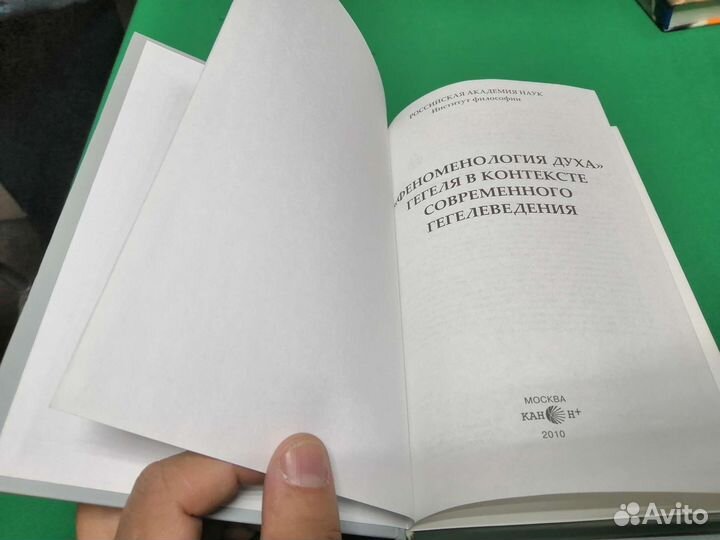 РОССИЙСКАЯ АКАДЕМИЯ НАУК
Институт философии
«ФЕНОМЕНОЛОГИЯ ДУХА»
ГЕГЕЛЯ В КОНТЕКСТЕ
СОВРЕМЕННОГО
ГЕГЕЛЕВЕДЕНИЯ
МОСКВА
КАНОН+
2010
Avito